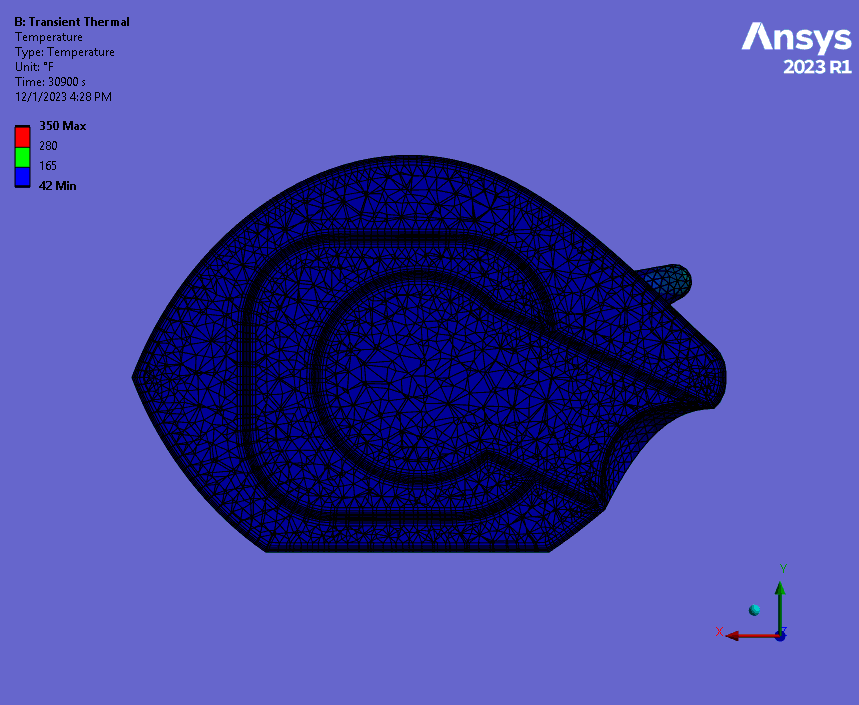 B: Transient Thermal
Temperature
Type: Temperature
Unit: °F
Time: 30900 s
12/1/2023 4:28 PM
350 Max
280
165
42 Min
Ansys
2023 R1
Y
X
Z